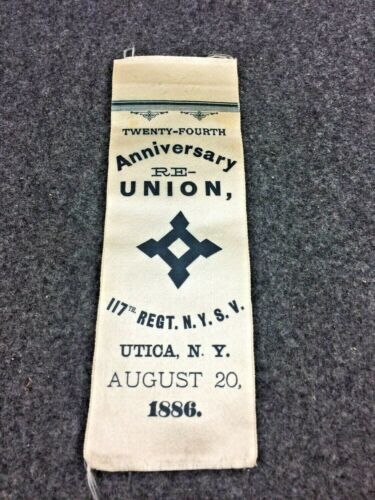 TWENTY-FOURTH
Anniversary
RE-
UNION,
117TH. REGT. N. Y. S. V.
UTICA, N. Y.
AUGUST 20,
1886.